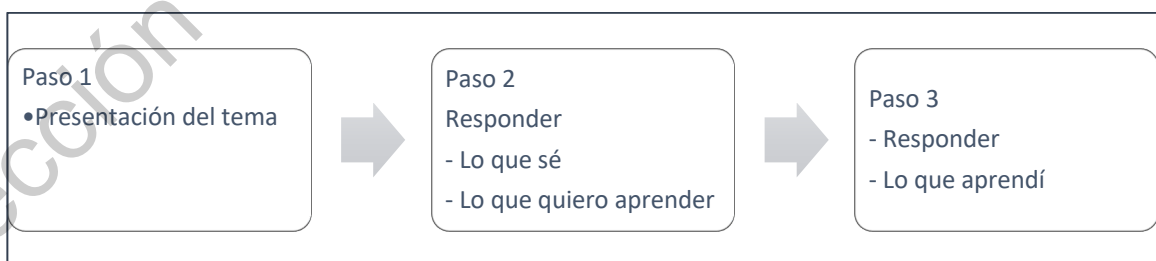 Paso 1
•Presentación del tema
Paso 2
Responder
- Lo que sé
- Lo que quiero aprender
Paso 3
- Responder
- Lo que aprendí